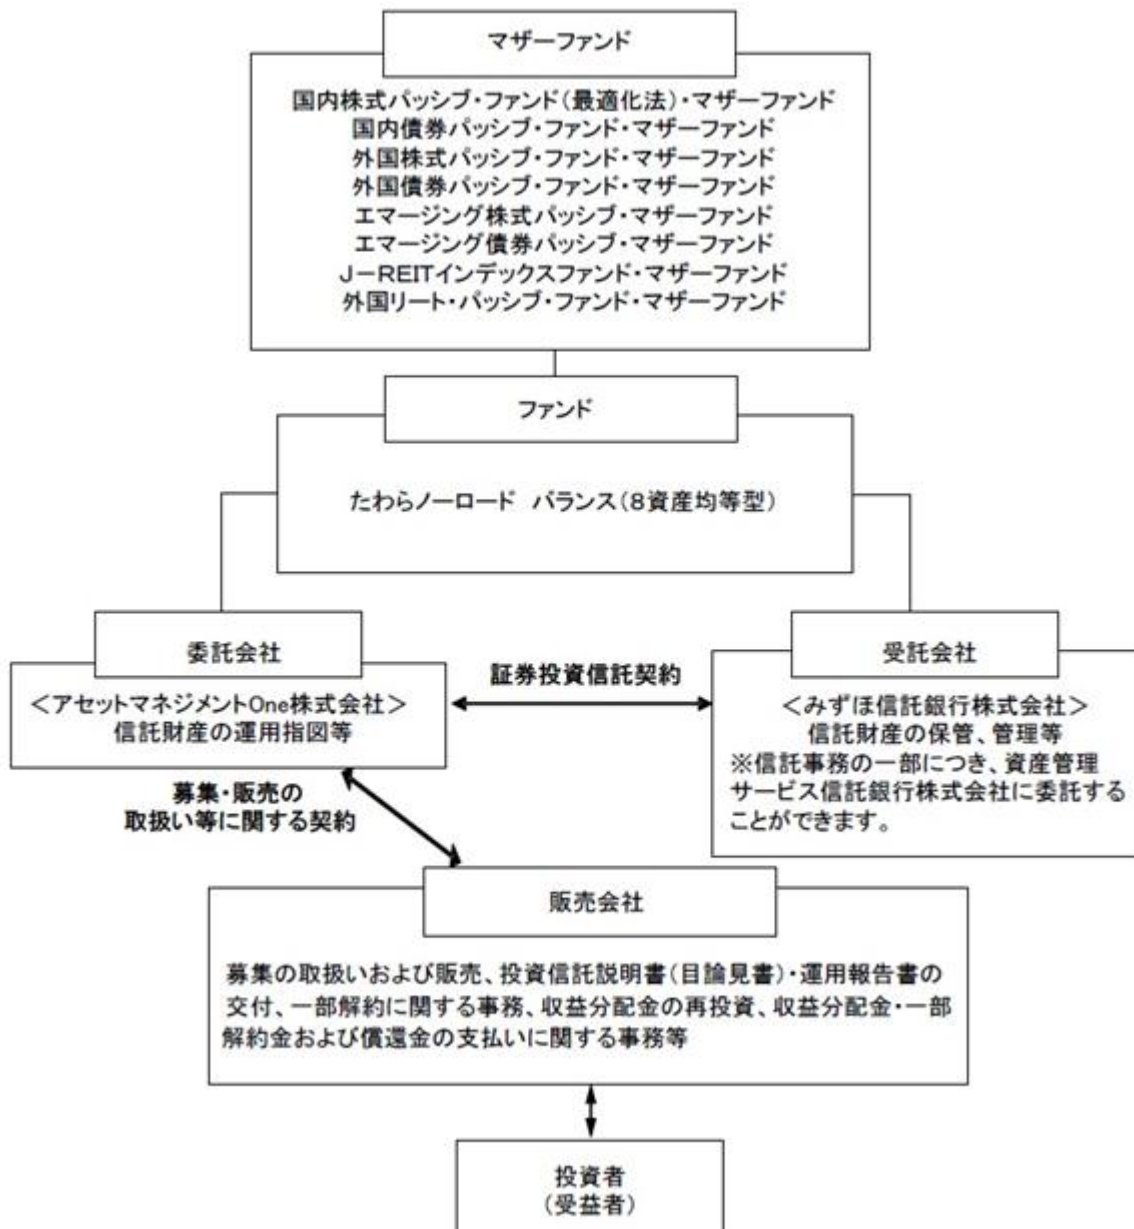 マザーファンド
国内株式パッシブ・ファンド（最適化法）・マザーファンド
国内債券パッシブ・ファンド・マザーファンド
外国株式パッシブ・ファンド・マザーファンド
外国債券パッシブ・ファンド・マザーファンド
エマージング株式パッシブ・マザーファンド
エマージング債券パッシブ・マザーファンド
J－REITインデックスファンド・マザーファンド
外国リート・パッシブ・ファンド・マザーファンド
ファンド
たわらノーロード　バランス（８資産均等型）
委託会社
＜アセットマネジメントOne株式会社＞
信託財産の運用指図等
証券投資信託契約
受託会社
＜みずほ信託銀行株式会社＞
信託財産の保管、管理等
※信託事務の一部につき、資産管理
サービス信託銀行株式会社に委託する
ことができます。
募集・販売の
取扱い等に関する契約
販売会社
募集の取扱いおよび販売、投資信託説明書（目論見書）・運用報告書の
交付、一部解約に関する事務、収益分配金の再投資、収益分配金・一部
解約金および償還金の支払いに関する事務等
投資者
（受益者）